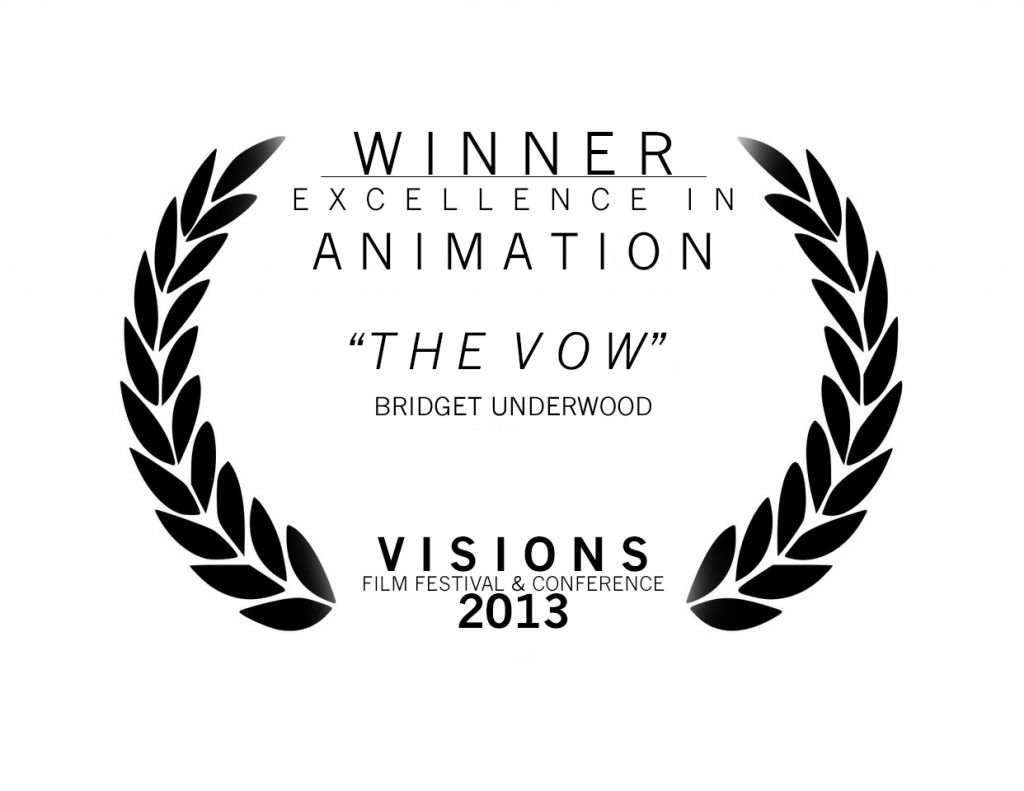 WINNER
EXCELLENCE IN
ANIMATION
“THE VOW”
BRIDGET UNDERWOOD
VISIONS
FILM FESTIVAL & CONFERENCE
2013